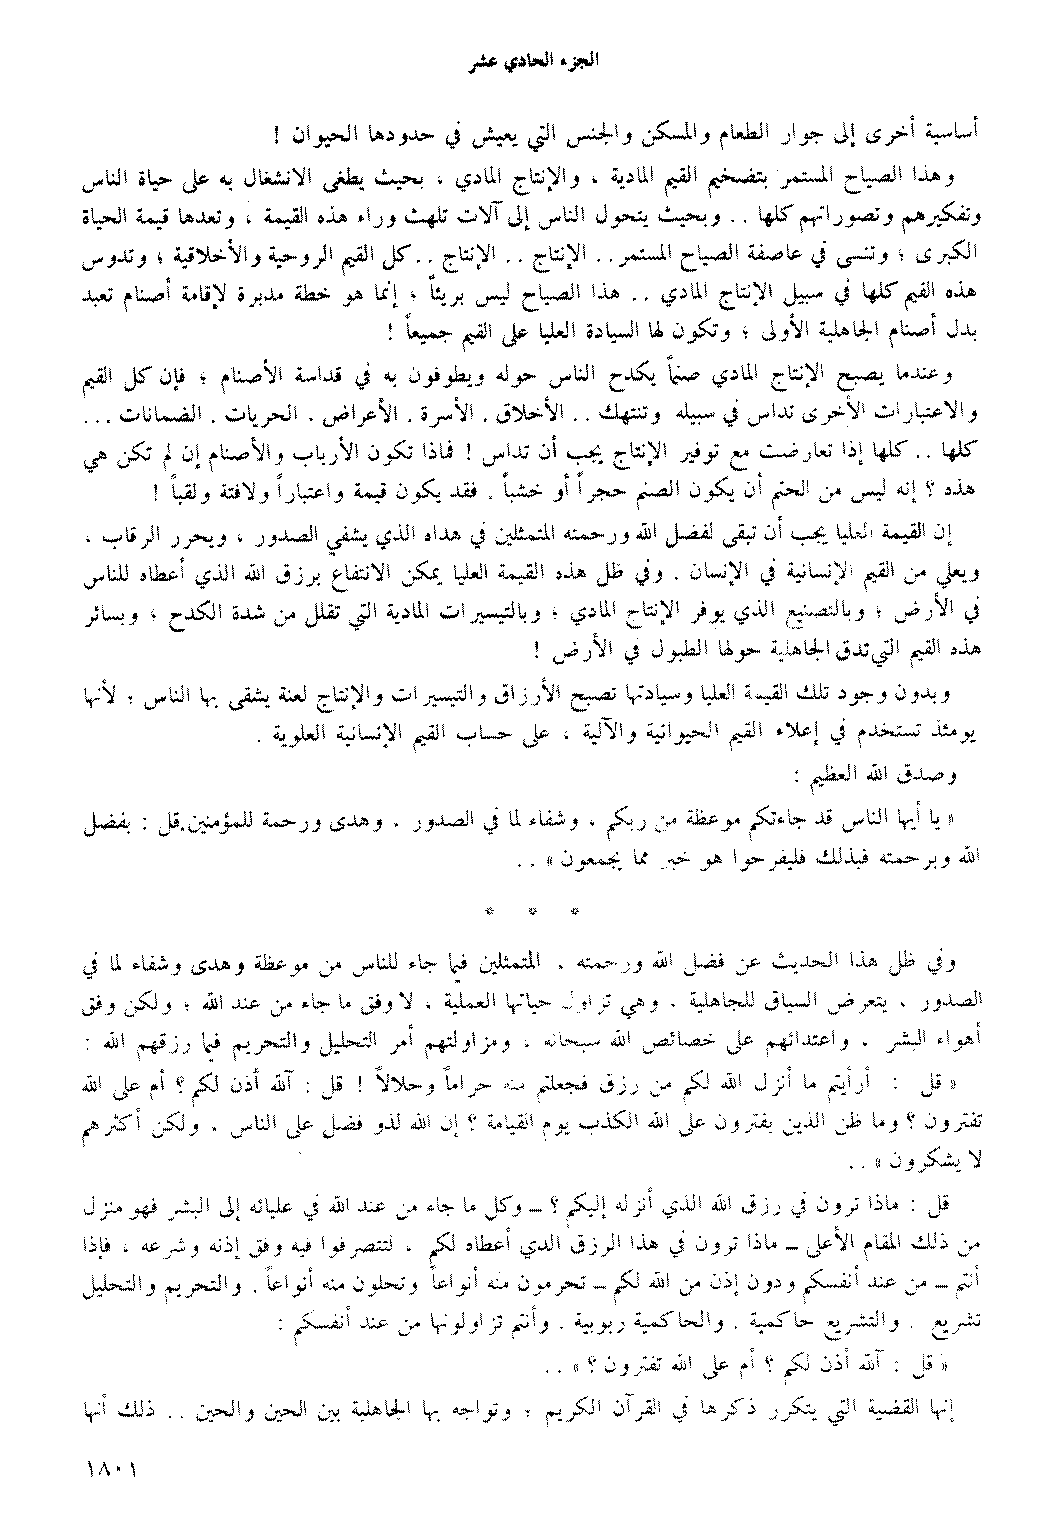 الجزء الحادي عشر
أساسية أخرى إلى جوار الطعام والمسكن والجنس التي يعيش في حدودها الحيوان !
وهذا الصياح المستمر بتضخيم القيم المادية ، والإنتاج المادي ، بحيث يطغى الانشغال به على حياة الناس
وتفكيرهم وتصوراتهم كلها .. وبحيث يتحول الناس إلى آلات تلهث وراء هذه القيمة ، وتعدها قيمة الحياة
الكبرى ؛ وتنسى في عاصفة الصياح المستمر .. الإنتاج .. الإنتاج .. كل القيم الروحية والأخلاقية ؛ وتدوس
هذه القيم كلها في سبيل الإنتاج المادي .. هذا الصياح ليس بريئاً ؛ إنما هو خطة مدبرة لإقامة أصنام تعبد
بدل أصنام الجاهلية الأولى ؛ وتكون لها السيادة العليا على القيم جميعاً !
وعندما يصبح الإنتاج المادي صنماً يكدح الناس حوله ويطوفون به في قداسة الأصنام ؛ فإن كل القيم
والاعتبارات الأخرى تداس في سبيله وتنتهك .. الأخلاق . الأسرة . الأعراض . الحريات . الضمانات ...
كلها .. كلها إذا تعارضت مع توفير الإنتاج يجب أن تداس ! فماذا تكون الأرباب والأصنام إن لم تكن هي
هذه ؟ إنه ليس من الحتم أن يكون الصنم حجراً أو خشباً . فقد يكون قيمة واعتباراً ولافتة ولقباً !
إن القيمة العليا يجب أن تبقى لفضل الله ورحمته المتمثلين في هداه الذي يشفي الصدور ، ويحرر الرقاب ،
ويعلي من القيم الإنسانية في الإنسان . وفي ظل هذه القيمة العليا يمكن الانتفاع برزق الله الذي أعطاه للناس
في الأرض ؛ وبالتصنيع الذي يوفر الإنتاج المادي ؛ وبالتيسيرات المادية التي تقلل من شدة الكدح ؛ وبسائر
هذه القيم التي تدق الجاهلية حولها الطبول في الأرض !
وبدون وجود تلك القيمة العليا وسيادتها تصبح الأرزاق والتيسيرات والإنتاج لعنة يشقى بها الناس ؛ لأنها
يومئذ تستخدم في إعلاء القيم الحيوانية والآلية ، على حساب القيم الإنسانية العلوية .
وصدق الله العظيم :
« يا أيها الناس قد جاءتكم موعظة من ربكم ، وشفاء لما في الصدور ، وهدى ورحمة للمؤمنين.قل : بفضل
الله وبرحمته فبذلك فليفرحوا هو خير مما يجمعون » ..
* * *
وفي ظل هذا الحديث عن فضل الله ورحمته ، المتمثلين فيما جاء للناس من موعظة وهدى وشفاء لما في
الصدور ، يتعرض السياق للجاهلية ، وهي تزاول حياتها العملية ، لا وفق ما جاء من عند الله ؛ ولكن وفق
أهواء البشر ، واعتدائهم على خصائص الله سبحانه ، ومزاولتهم أمر التحليل والتحريم فيما رزقهم الله :
« قل : أرأيتم ما أنزل الله لكم من رزق فجعلتم منه حراماً وحلالاً ! قل : آلله أذن لكم ؟ أم على الله
تفترون ؟ وما ظن الذين يفترون على الله الكذب يوم القيامة ؟ إن الله لذو فضل على الناس ، ولكن أكثرهم
لا يشكرون » ..
قل : ماذا ترون في رزق الله الذي أنزله إليكم ؟ – وكل ما جاء من عند الله في عليائه إلى البشر فهو منزل
من ذلك المقام الأعلى – ماذا ترون في هذا الرزق الذي أعطاه لكم ، لتتصرفوا فيه وفق إذنه وشرعه ، فإذا
أنتم – من عند أنفسكم ودون إذن من الله لكم – تحرمون منه أنواعاً وتحلون منه أنواعاً . والتحريم والتحليل
تشريع . والتشريع حاكمية . والحاكمية ربوبية . وأنتم تزاولونها من عند أنفسكم :
« قل : آلله أذن لكم ؟ أم على الله تفترون ؟ » ..
إنها القضية التي يتكرر ذكرها في القرآن الكريم ؛ وتواجه بها الجاهلية بين الحين والحين .. ذلك أنها
١٨٠١